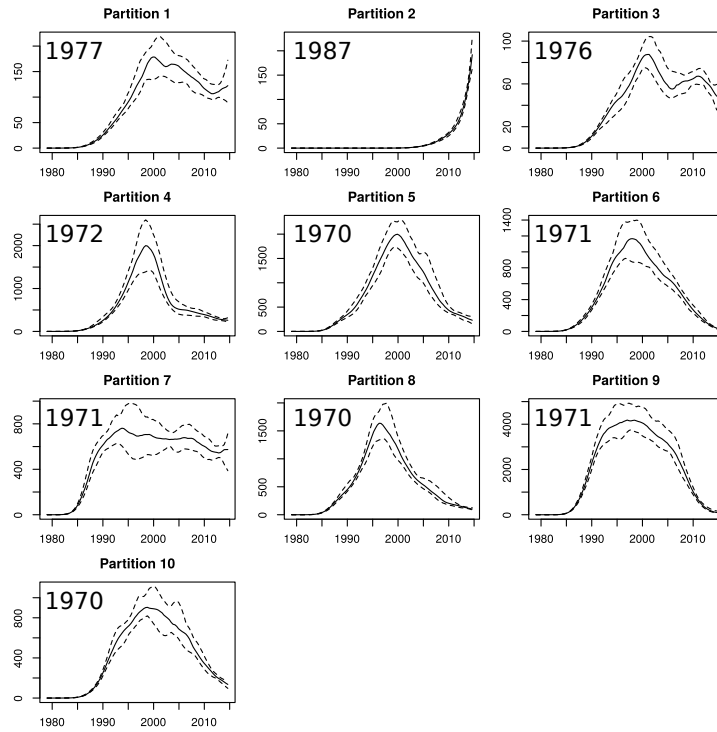 Partition 1
Partition 2
Partition 3
1977
1987
1976
0 50 150
0 50 150
0 20 60 100
1980 1990 2000 2010
1980 1990 2000 2010
1980 1990 2000 2010
Partition 4
Partition 5
Partition 6
1972
1970
1971
0 1000 2000
0 500 1500
0 400 800 1400
1980 1990 2000 2010
1980 1990 2000 2010
1980 1990 2000 2010
Partition 7
Partition 8
Partition 9
1971
1970
1971
0 400 800
0 500 1500
0 2000 4000
1980 1990 2000 2010
1980 1990 2000 2010
1980 1990 2000 2010
Partition 10
1970
0 400 800
1980 1990 2000 2010